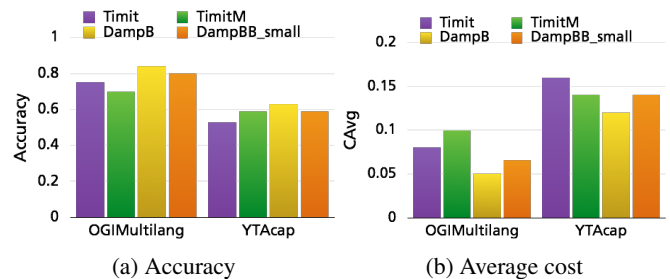 Timit TimitM
DampB DampBB_small
1
0.8
0.6
0.4
0.2
0
Accuracy
OGIMultilang YTAcap
(a) Accuracy
Timit TimitM
DampB DampBB_small
0.2
0.15
0.1
0.05
0
CAvg
OGIMultilang YTAcap
(b) Average cost